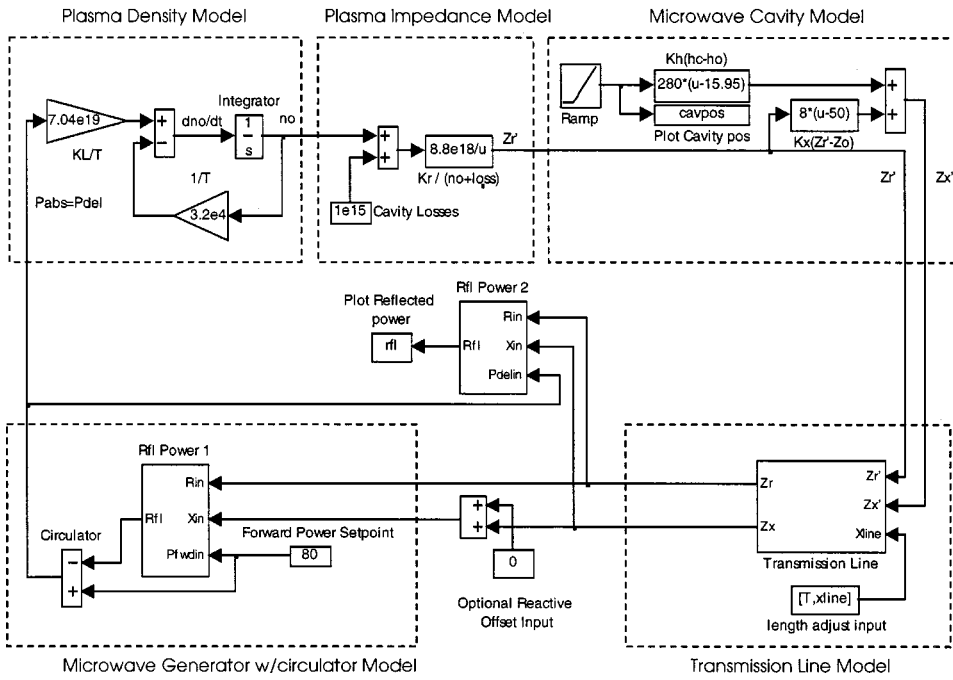 Plasma Density Model
Plasma Impedance Model
Microwave Cavity Model
7.04e19
KL/T
+
−
dno/dt
Integrator
1
s
no
1/T
3.2e4
Pabs=Pdel
+
+
1e15
Cavity Losses
8.8e18/u
Kr / (no+loss)
Zr'
Ramp
Kh(hc-ho)
280*(u-15.95)
cavpos
Plot Cavity pos
8*(u-50)
Kx(Zr'-Zo)
+
+
Zr'
Zx'
Plot Reflected
power
rfl
Rfl Power 2
Rin
Rfl
Xin
Pdelin
Rfl Power 1
Rin
Rfl
Xin
Pfwdin
Circulator
−
+
Forward Power Setpoint
80
+
+
0
Optional Reactive
Offset Input
Zr
Zr'
Zx'
Zx
Xline
Transmission Line
[T,xline]
length adjust input
Microwave Generator w/circulator Model
Transmission Line Model